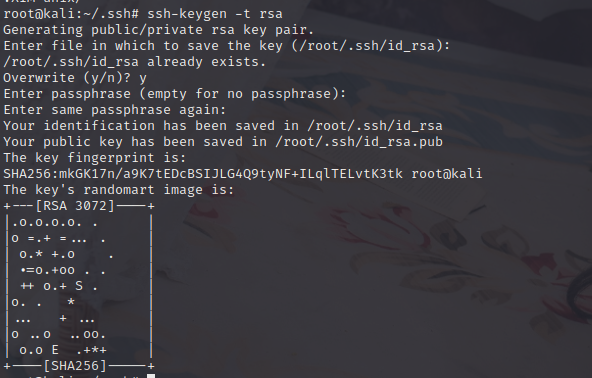 root@kali:~/.ssh# ssh-keygen -t rsa
Generating public/private rsa key pair.
Enter file in which to save the key (/root/.ssh/id_rsa):
/root/.ssh/id_rsa already exists.
Overwrite (y/n)? y
Enter passphrase (empty for no passphrase):
Enter same passphrase again:
Your identification has been saved in /root/.ssh/id_rsa
Your public key has been saved in /root/.ssh/id_rsa.pub
The key fingerprint is:
SHA256:mkGK17n/a9K7tEDcBSIJLG4Q9tyNF+ILqlTELvtK3tk root@kali
The key's randomart image is:
+---[RSA 3072]----+
|.o.o.o.o. .      |
|o =.+ =... .     |
| o.* +.o    .    |
| .=o.+oo . .     |
| ++ o.+ S .      |
|o. .   *         |
|...   + ...      |
|o ..o  ..oo.     |
| o.o E  .+*+     |
+----[SHA256]-----+